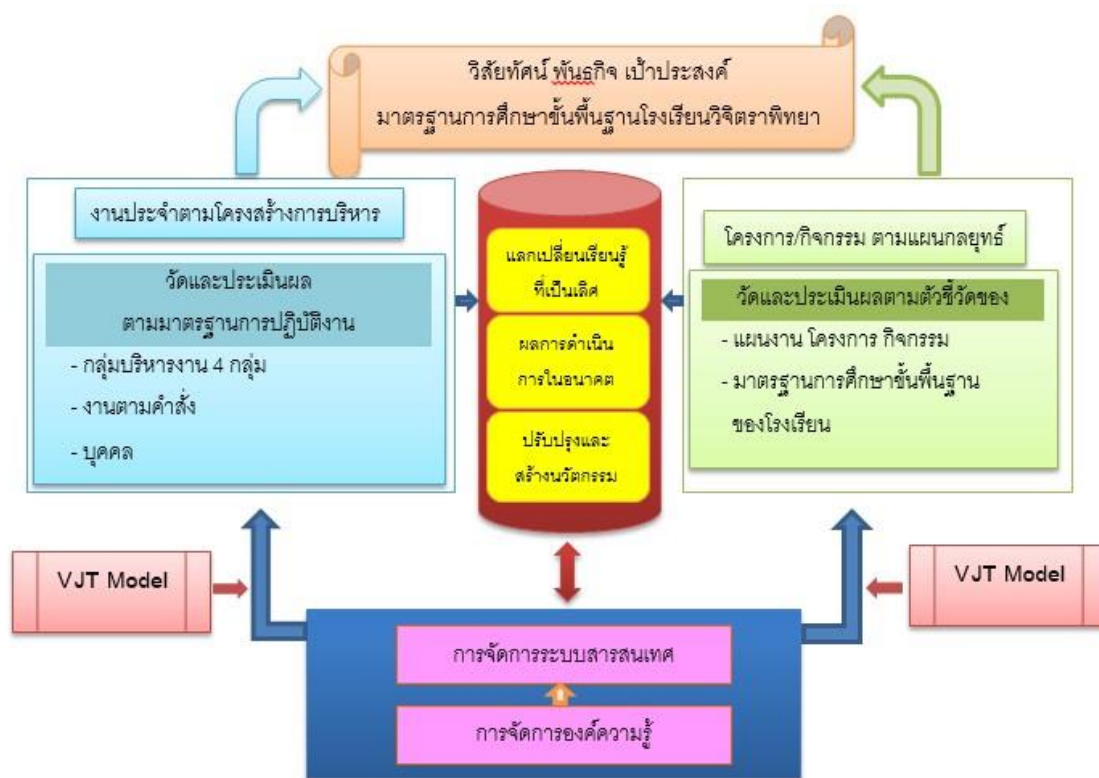 วิสัยทัศน์ พันธกิจ เป้าประสงค์
มาตรฐานการศึกษาขั้นพื้นฐานโรงเรียนวิจิตราพิทยา
งานประจำตามโครงสร้างการบริหาร
วัดและประเมินผล
ตามมาตรฐานการปฏิบัติงาน
- กลุ่มบริหารงาน 4 กลุ่ม
- งานตามคำสั่ง
- บุคคล
แลกเปลี่ยนเรียนรู้
ที่เป็นเลิศ
ผลการดำเนิน
การในอนาคต
ปรับปรุงและ
สร้างนวัตกรรม
โครงการ/กิจกรรม ตามแผนกลยุทธ์
วัดและประเมินผลตามตัวชี้วัดของ
- แผนงาน โครงการ กิจกรรม
- มาตรฐานการศึกษาขั้นพื้นฐาน
ของโรงเรียน
VJT Model
VJT Model
การจัดการระบบสารสนเทศ
การจัดการองค์ความรู้